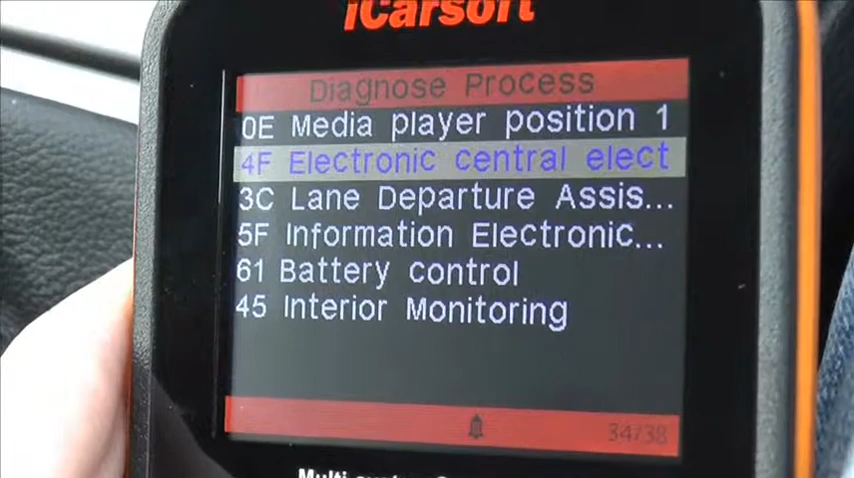 iCarsoft
Diagnose Process
0E Media player position 1
4F Electronic central elect
3C Lane Departure Assis...
5F Information Electronic...
61 Battery control
45 Interior Monitoring
34/38